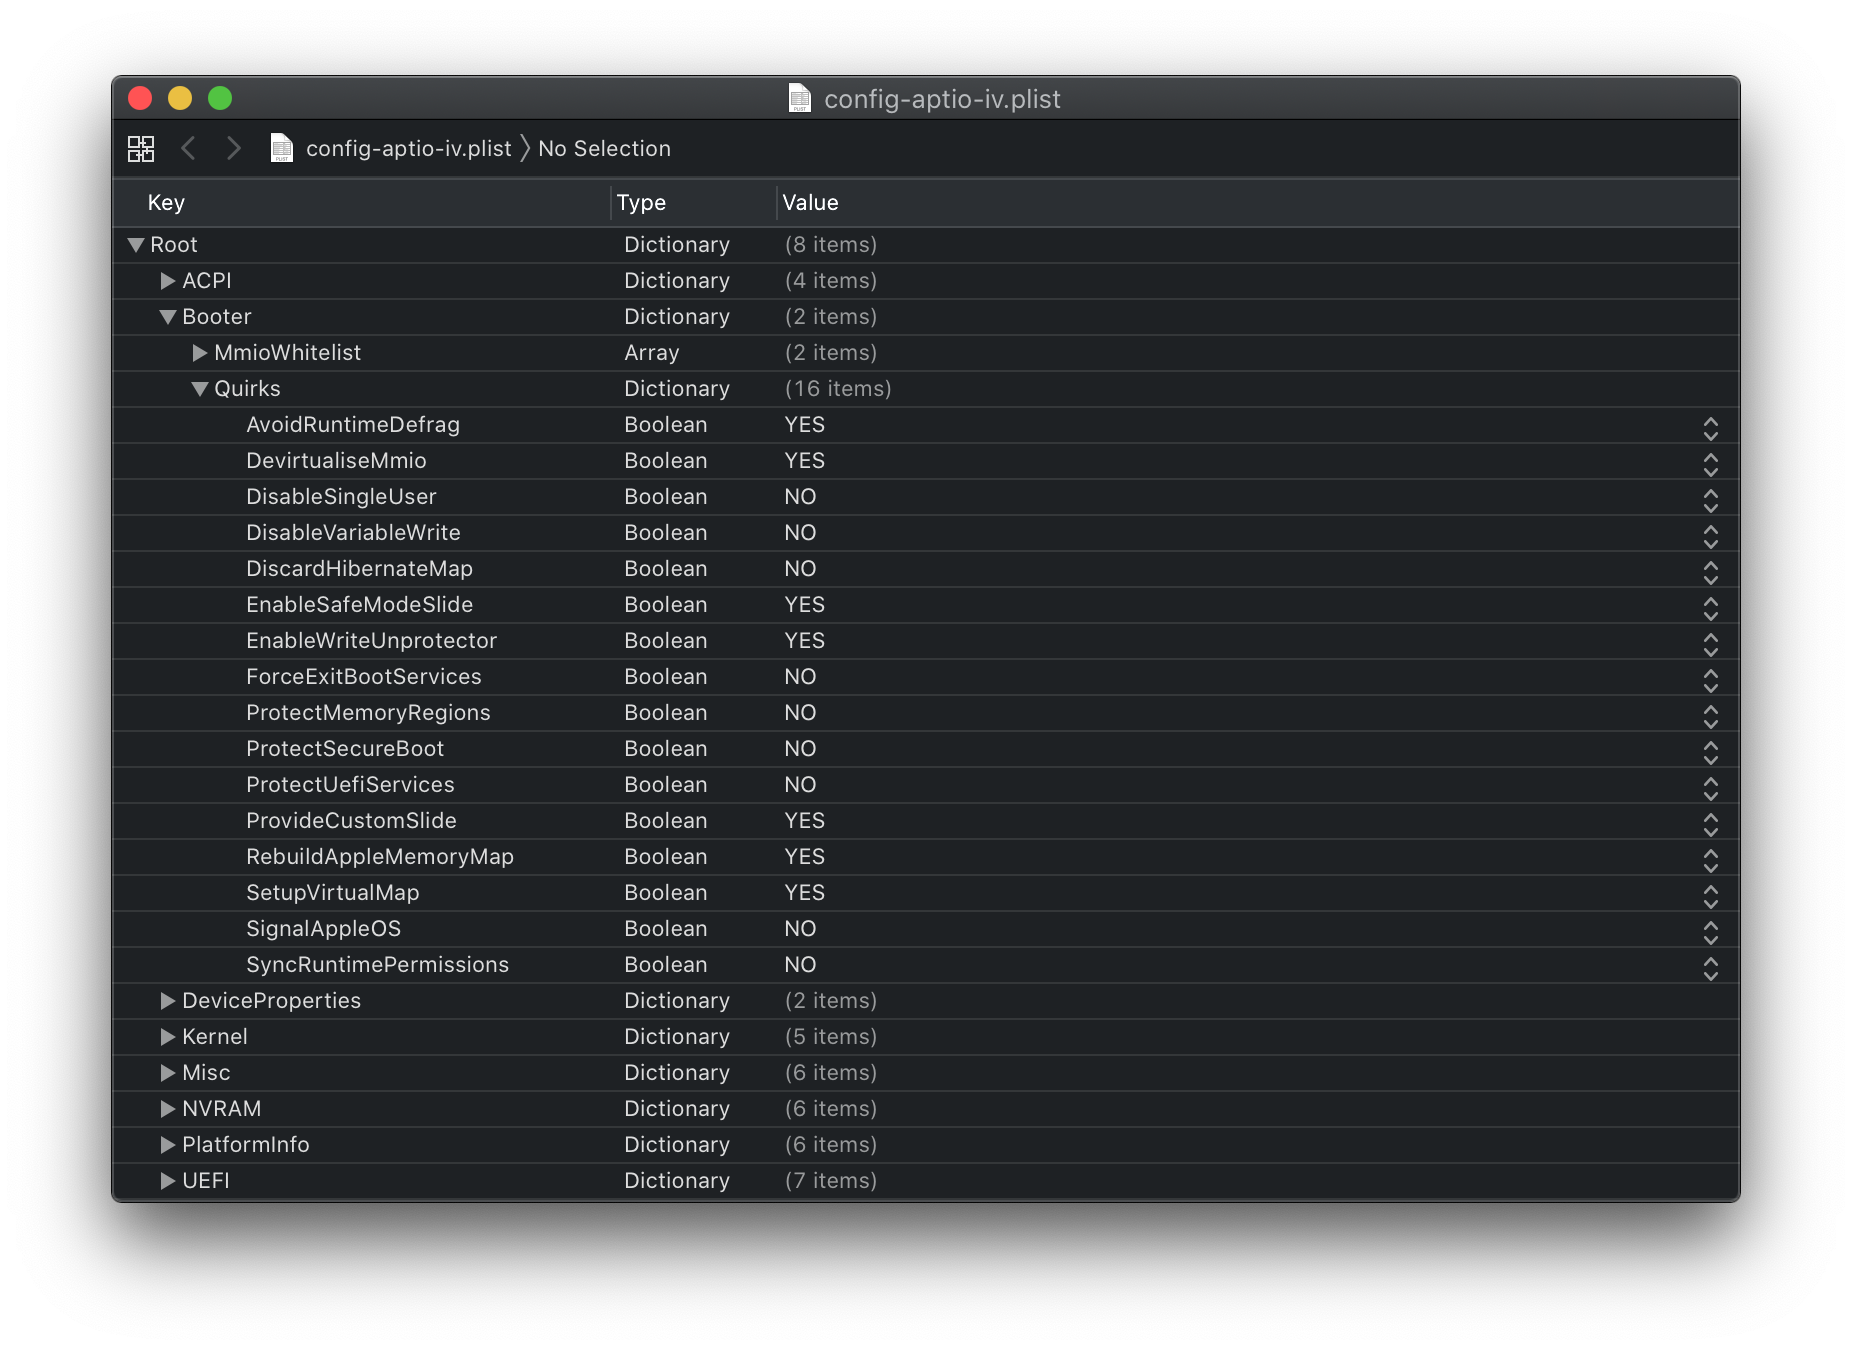 config-aptio-iv.plist
config-aptio-iv.plist 〉 No Selection
Key Type Value
Root Dictionary (8 items)
ACPI Dictionary (4 items)
Booter Dictionary (2 items)
MmioWhitelist Array (2 items)
Quirks Dictionary (16 items)
AvoidRuntimeDefrag Boolean YES
DevirtualiseMmio Boolean YES
DisableSingleUser Boolean NO
DisableVariableWrite Boolean NO
DiscardHibernateMap Boolean NO
EnableSafeModeSlide Boolean YES
EnableWriteUnprotector Boolean YES
ForceExitBootServices Boolean NO
ProtectMemoryRegions Boolean NO
ProtectSecureBoot Boolean NO
ProtectUefiServices Boolean NO
ProvideCustomSlide Boolean YES
RebuildAppleMemoryMap Boolean YES
SetupVirtualMap Boolean YES
SignalAppleOS Boolean NO
SyncRuntimePermissions Boolean NO
DeviceProperties Dictionary (2 items)
Kernel Dictionary (5 items)
Misc Dictionary (6 items)
NVRAM Dictionary (6 items)
PlatformInfo Dictionary (6 items)
UEFI Dictionary (7 items)